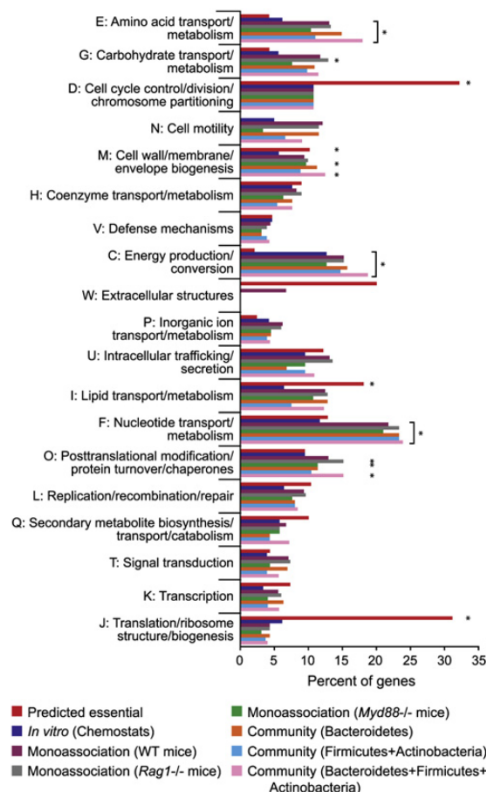 E: Amino acid transport/
metabolism
*
G: Carbohydrate transport/
metabolism
*
D: Cell cycle control/division/
chromosome partitioning
*
N: Cell motility
M: Cell wall/membrane/
envelope biogenesis
*
*
*
H: Coenzyme transport/metabolism
V: Defense mechanisms
C: Energy production/
conversion
*
W: Extracellular structures
P: Inorganic ion
transport/metabolism
U: Intracellular trafficking/
secretion
I: Lipid transport/metabolism
*
F: Nucleotide transport/
metabolism
*
O: Posttranslational modification/
protein turnover/chaperones
*
*
*
L: Replication/recombination/repair
Q: Secondary metabolite biosynthesis/
transport/catabolism
T: Signal transduction
K: Transcription
J: Translation/ribosome
structure/biogenesis
*
0 5 10 15 20 25 30 35
Percent of genes
Predicted essential
In vitro (Chemostats)
Monoassociation (WT mice)
Monoassociation (Rag1-/- mice)
Monoassociation (Myd88-/- mice)
Community (Bacteroidetes)
Community (Firmicutes+Actinobacteria)
Community (Bacteroidetes+Firmicutes+
Actinobacteria)